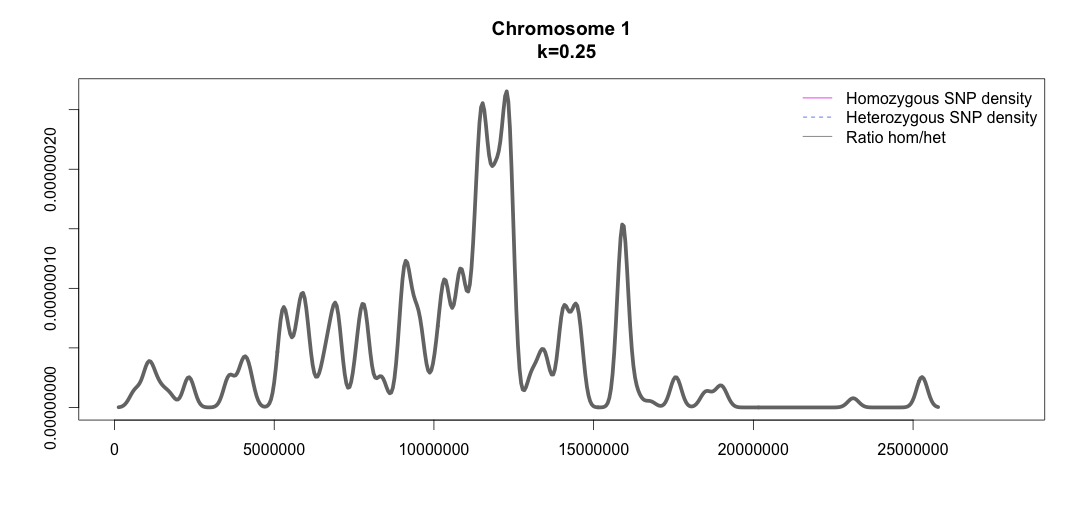 Chromosome 1
k=0.25
Homozygous SNP density
Heterozygous SNP density
Ratio hom/het
0.00000020
0.00000010
0.00000000
0 5000000 10000000 15000000 20000000 25000000